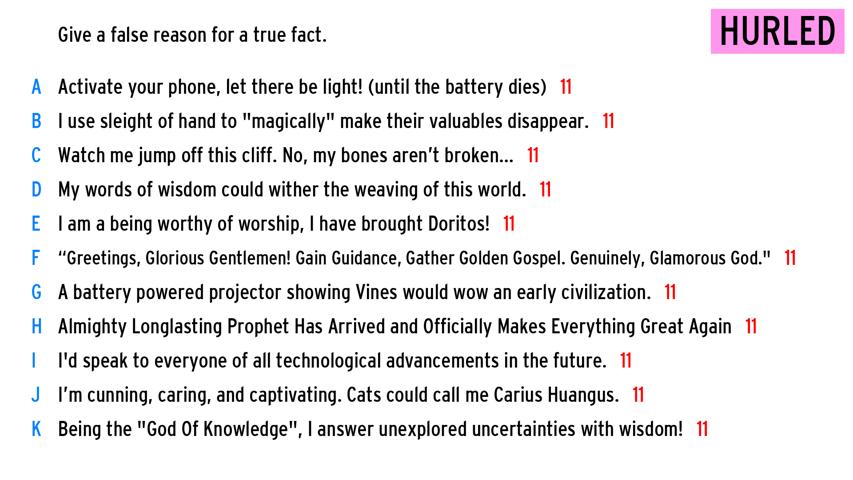 Give a false reason for a true fact.
HURLED
A Activate your phone, let there be light! (until the battery dies) 11
B I use sleight of hand to "magically" make their valuables disappear. 11
C Watch me jump off this cliff. No, my bones aren't broken... 11
D My words of wisdom could wither the weaving of this world. 11
E I am a being worthy of worship, I have brought Doritos! 11
F “Greetings, Glorious Gentlemen! Gain Guidance, Gather Golden Gospel. Genuinely, Glamorous God." 11
G A battery powered projector showing Vines would wow an early civilization. 11
H Almighty Longlasting Prophet Has Arrived and Officially Makes Everything Great Again 11
I I'd speak to everyone of all technological advancements in the future. 11
J I’m cunning, caring, and captivating. Cats could call me Carius Huangus. 11
K Being the "God Of Knowledge", I answer unexplored uncertainties with wisdom! 11